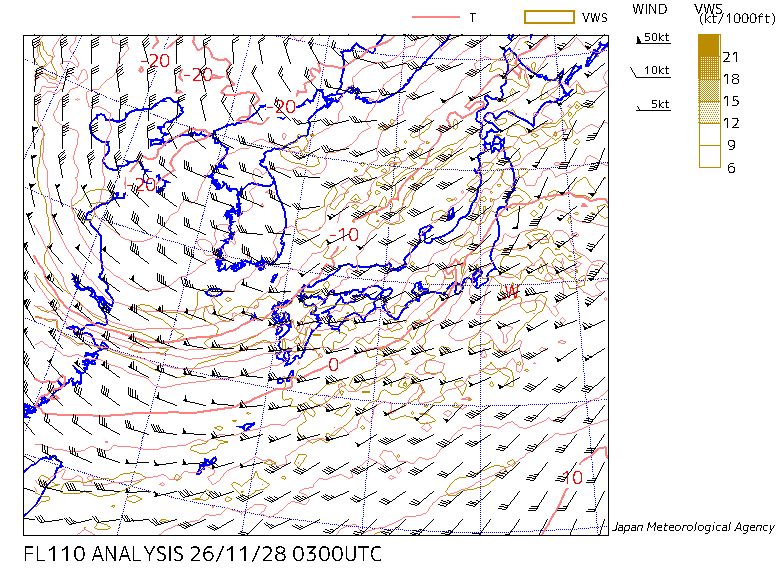 T VWS
WIND
50kt
10kt
5kt
VWS
(kt/1000ft)
21
18
15
12
9
6
-20
-20
-20
-20
-10
W
0
10
Japan Meteorological Agency
FL110 ANALYSIS 26/11/28 0300UTC